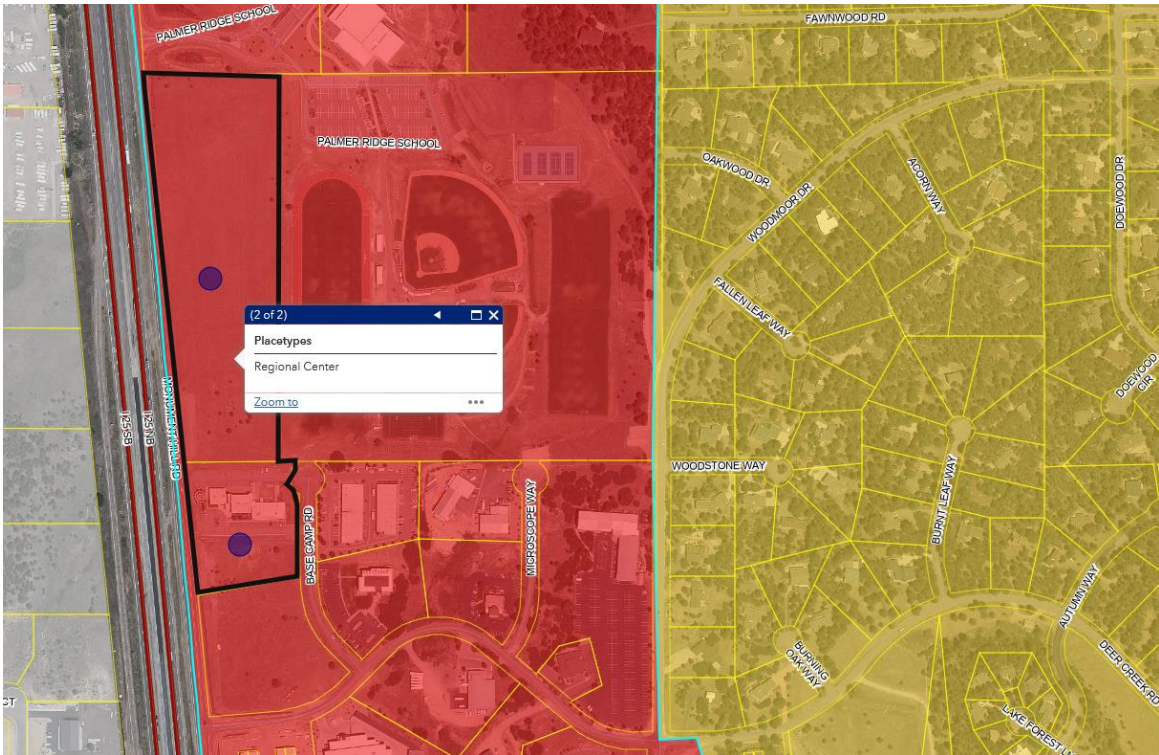 FAWNWOOD RD
PALMER RIDGE SCHOOL
PALMER RIDGE SCHOOL
OAKWOOD DR
WOODMOOR DR
ACORN WAY
DOEWOOD DR
FALLEN LEAF WAY
(2 of 2)
Placetypes
Regional Center
Zoom to
I25 SB
I25 NB
MONUMENT HILL RD
DOEWOOD CIR
WOODSTONE WAY
BURNT LEAF WAY
BASE CAMP RD
MICROSCOPE WAY
AUTUMN WAY
BURNING
OAK WAY
DEER CREEK RD
CT
LAKE FOREST LN